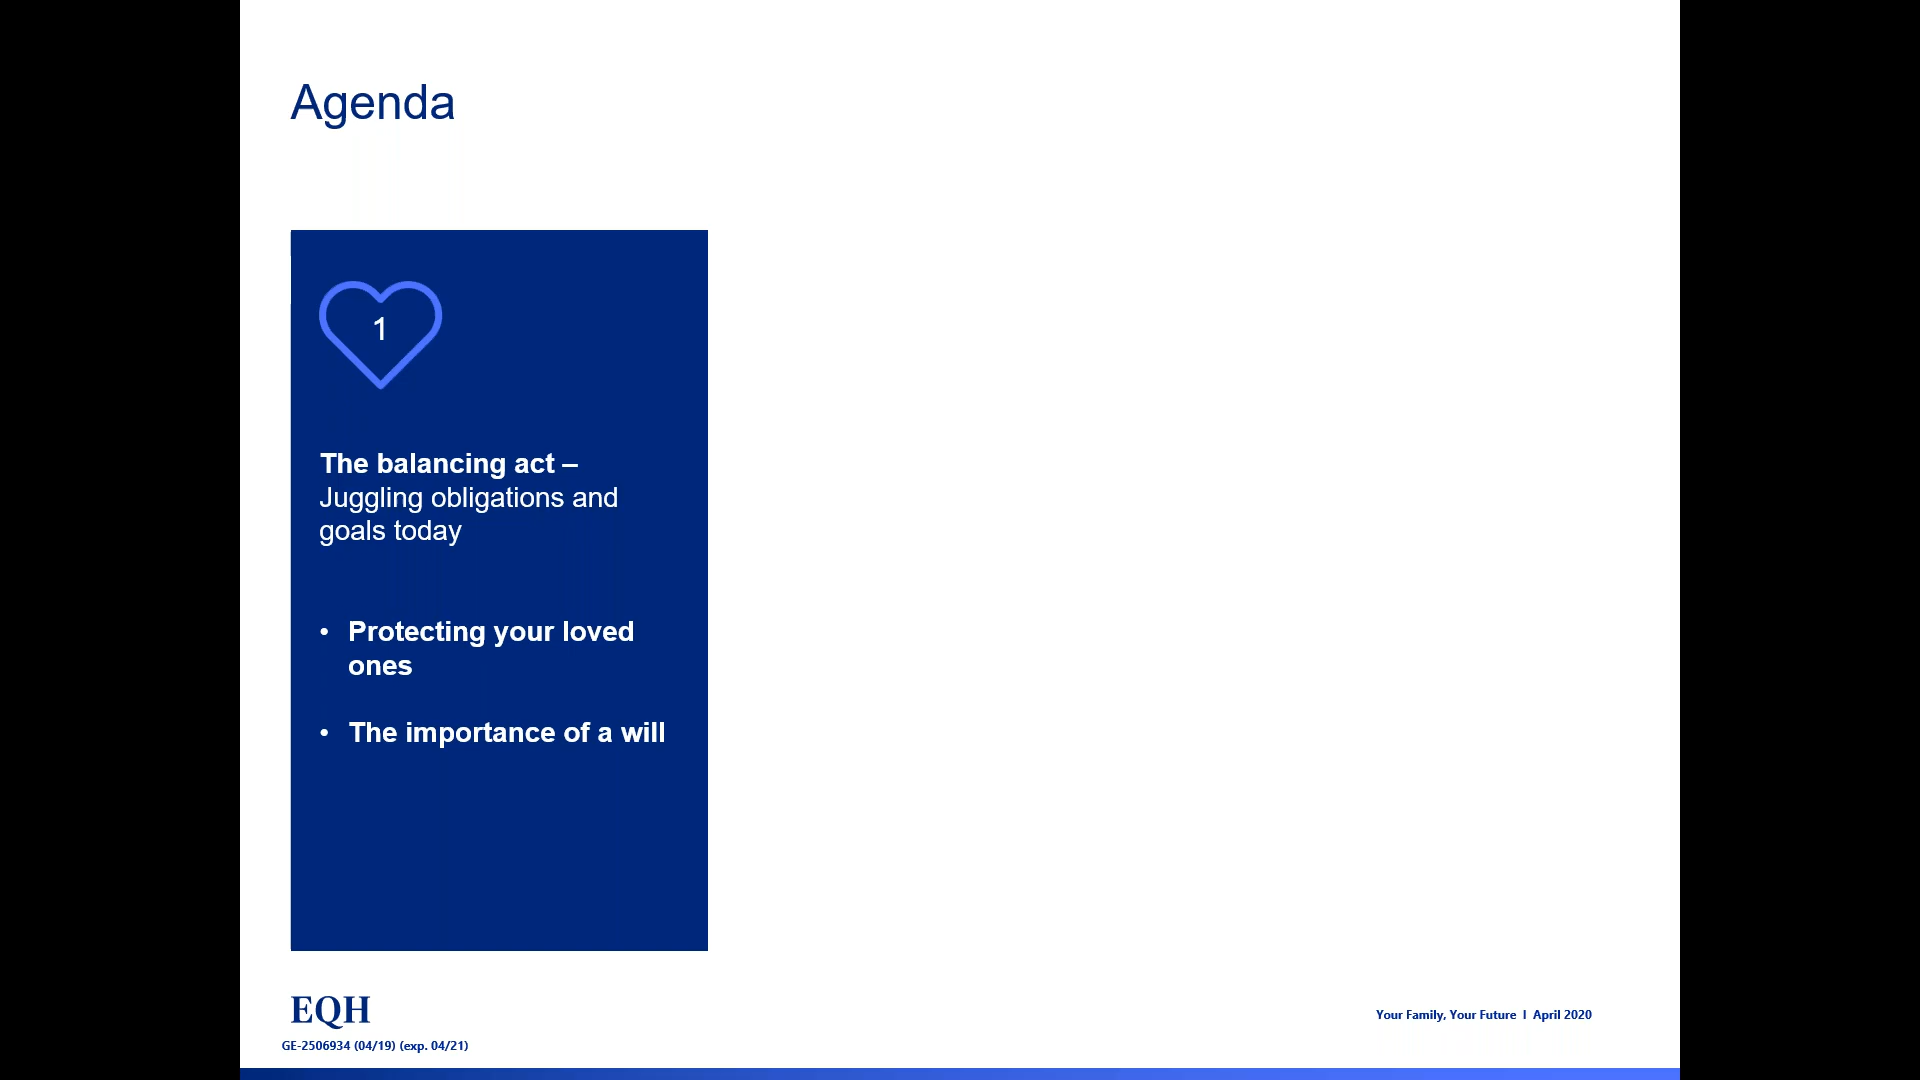 Agenda
1
The balancing act –
Juggling obligations and
goals today
• Protecting your loved
ones
• The importance of a will
EQH
GE-2506934 (04/19) (exp. 04/21)
Your Family, Your Future I April 2020